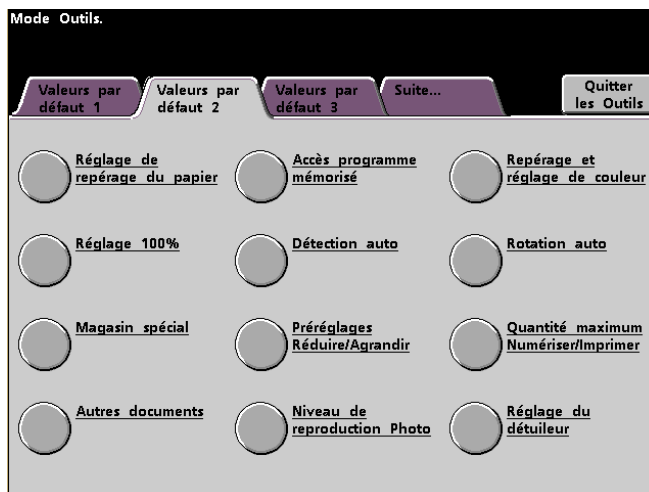 Mode Outils.
Valeurs par
défaut 1
Valeurs par
défaut 2
Valeurs par
défaut 3
Suite...
Quitter
les Outils
Réglage de
repérage du papier
Accès programme
mémorisé
Repérage et
réglage de couleur
Réglage 100%
Détection auto
Rotation auto
Magasin spécial
Préréglages
Réduire/Agrandir
Quantité maximum
Numériser/Imprimer
Autres documents
Niveau de
reproduction Photo
Réglage du
détuileur